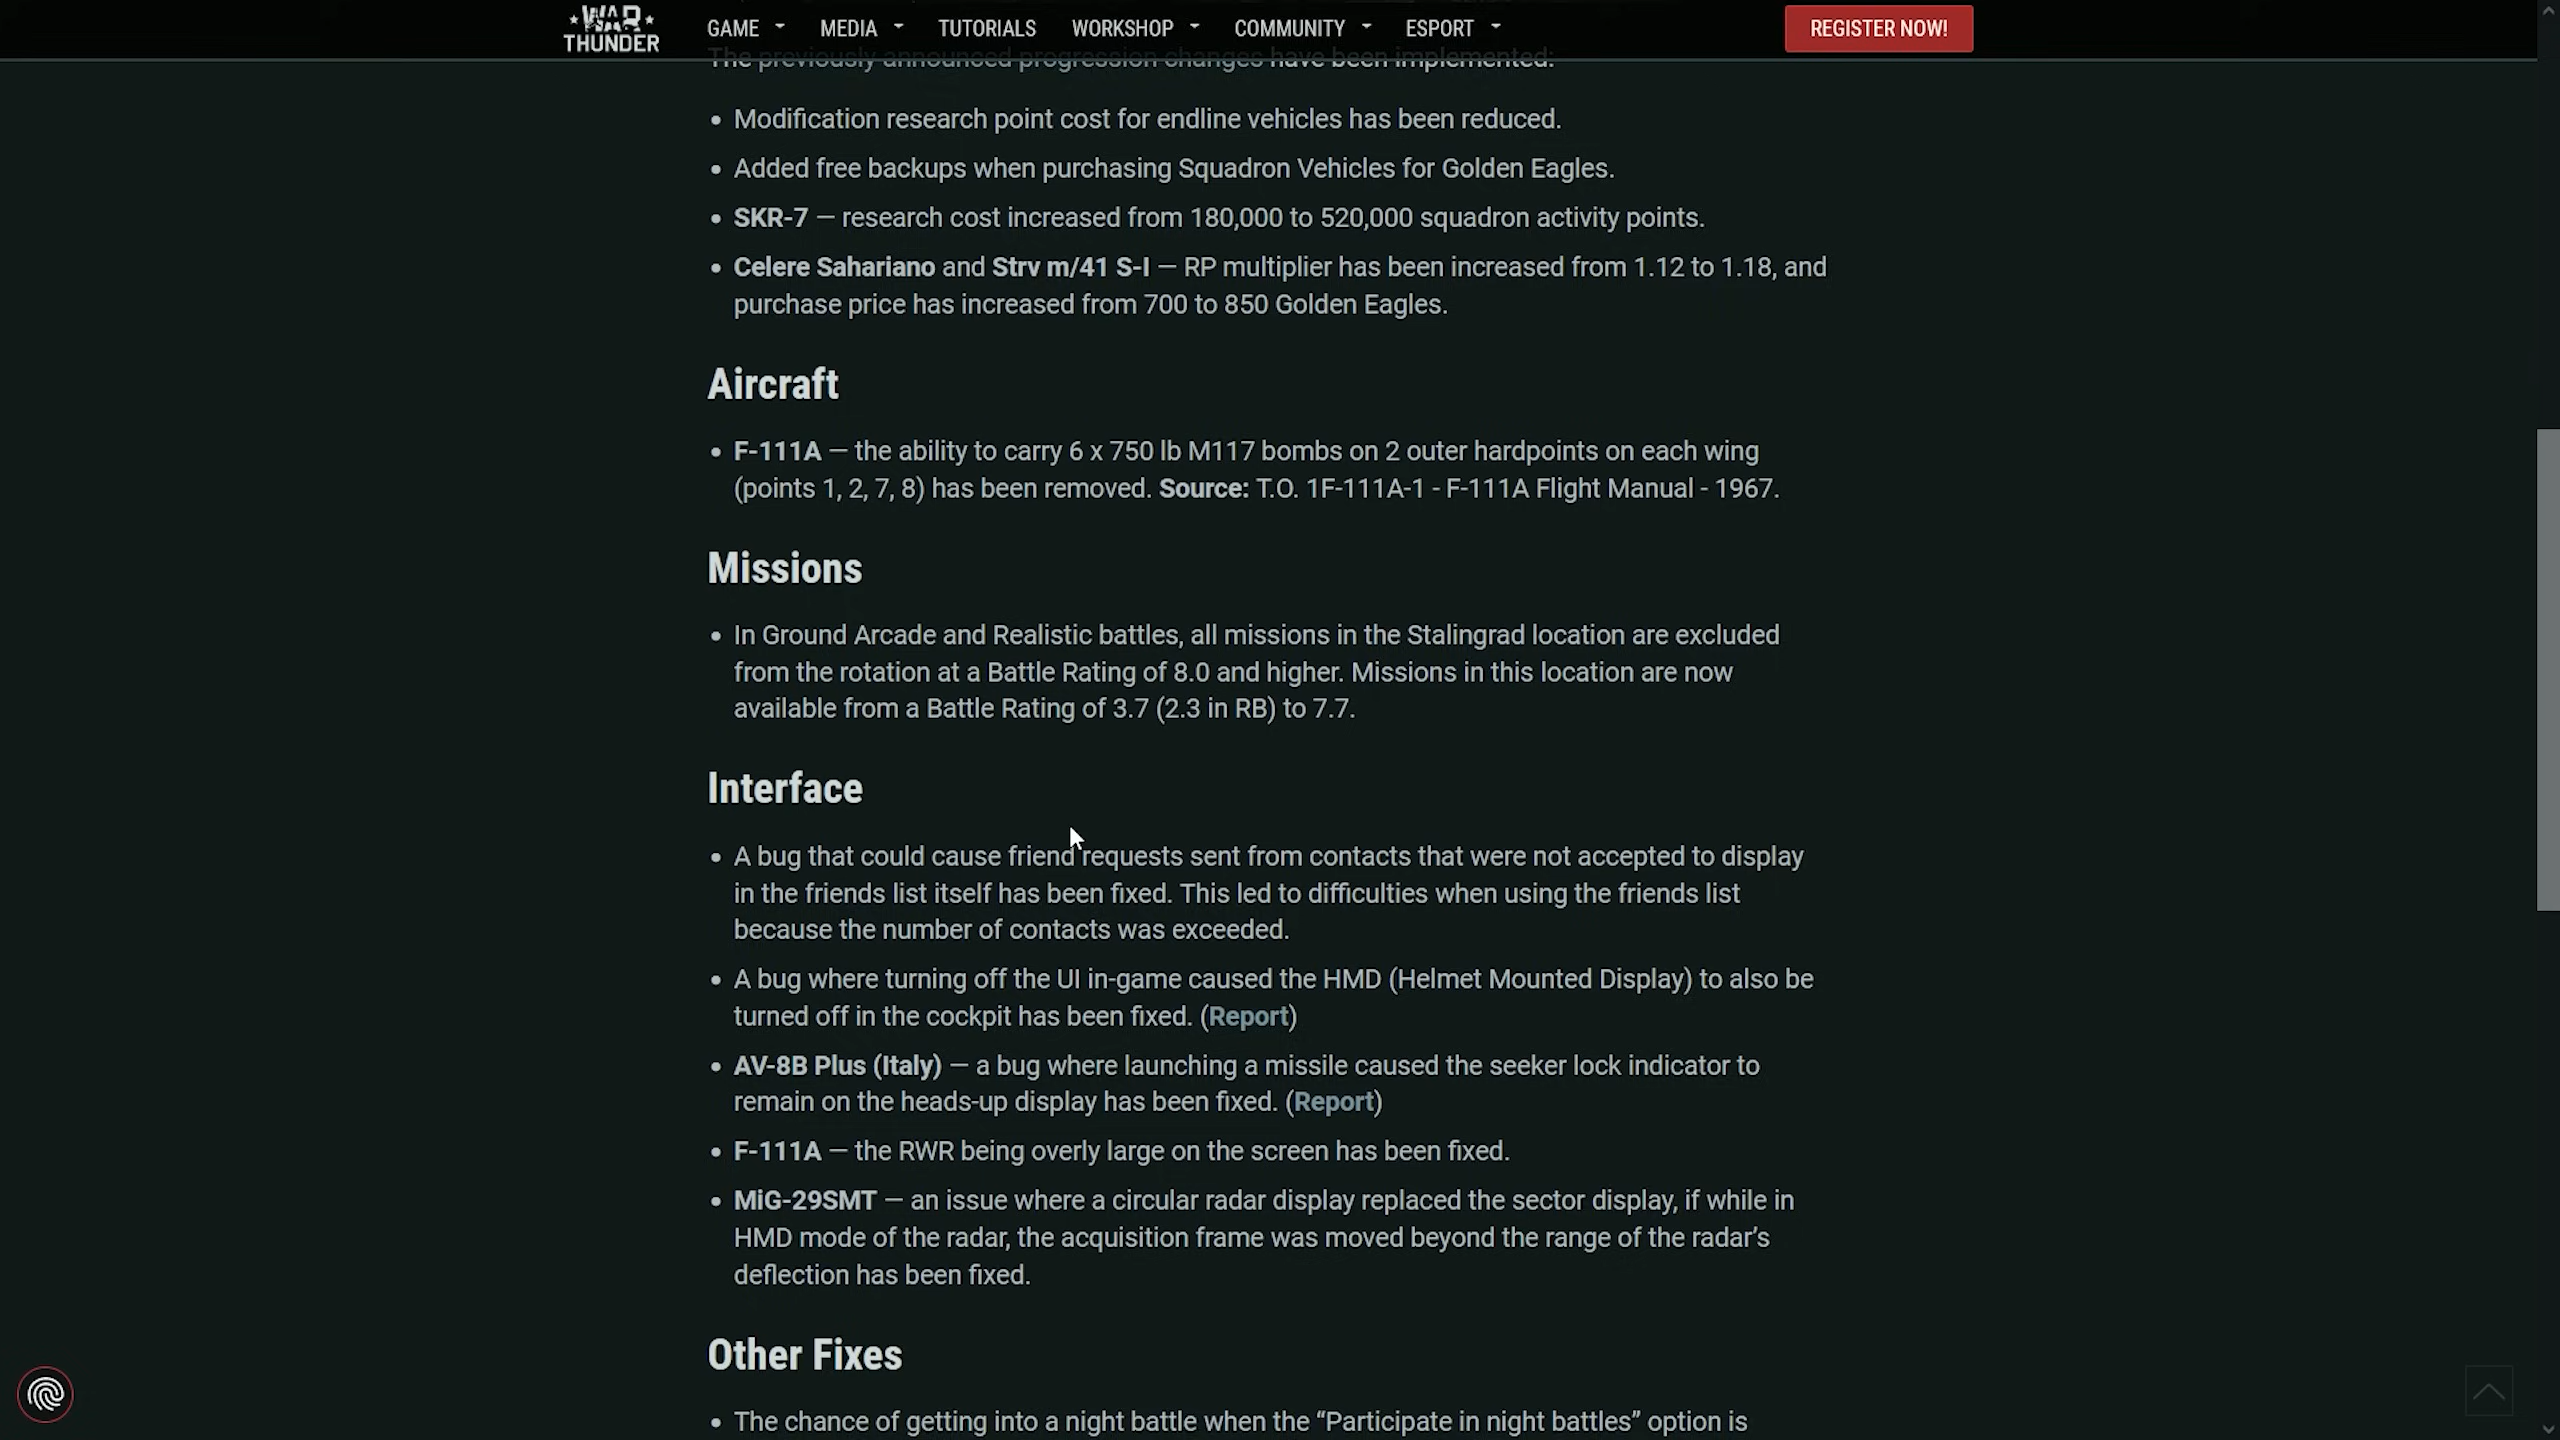 WAR
THUNDER
GAME
MEDIA
TUTORIALS
WORKSHOP
COMMUNITY
ESPORT
REGISTER NOW!
The previously announced progression changes have been implemented:
• Modification research point cost for endline vehicles has been reduced.
• Added free backups when purchasing Squadron Vehicles for Golden Eagles.
• SKR-7 — research cost increased from 180,000 to 520,000 squadron activity points.
• Celere Sahariano and Strv m/41 S-I — RP multiplier has been increased from 1.12 to 1.18, and
purchase price has increased from 700 to 850 Golden Eagles.
Aircraft
• F-111A — the ability to carry 6 x 750 lb M117 bombs on 2 outer hardpoints on each wing
(points 1, 2, 7, 8) has been removed. Source: T.O. 1F-111A-1 - F-111A Flight Manual - 1967.
Missions
• In Ground Arcade and Realistic battles, all missions in the Stalingrad location are excluded
from the rotation at a Battle Rating of 8.0 and higher. Missions in this location are now
available from a Battle Rating of 3.7 (2.3 in RB) to 7.7.
Interface
• A bug that could cause friend requests sent from contacts that were not accepted to display
in the friends list itself has been fixed. This led to difficulties when using the friends list
because the number of contacts was exceeded.
• A bug where turning off the UI in-game caused the HMD (Helmet Mounted Display) to also be
turned off in the cockpit has been fixed. (Report)
• AV-8B Plus (Italy) — a bug where launching a missile caused the seeker lock indicator to
remain on the heads-up display has been fixed. (Report)
• F-111A — the RWR being overly large on the screen has been fixed.
• MiG-29SMT — an issue where a circular radar display replaced the sector display, if while in
HMD mode of the radar, the acquisition frame was moved beyond the range of the radar’s
deflection has been fixed.
Other Fixes
• The chance of getting into a night battle when the “Participate in night battles” option is